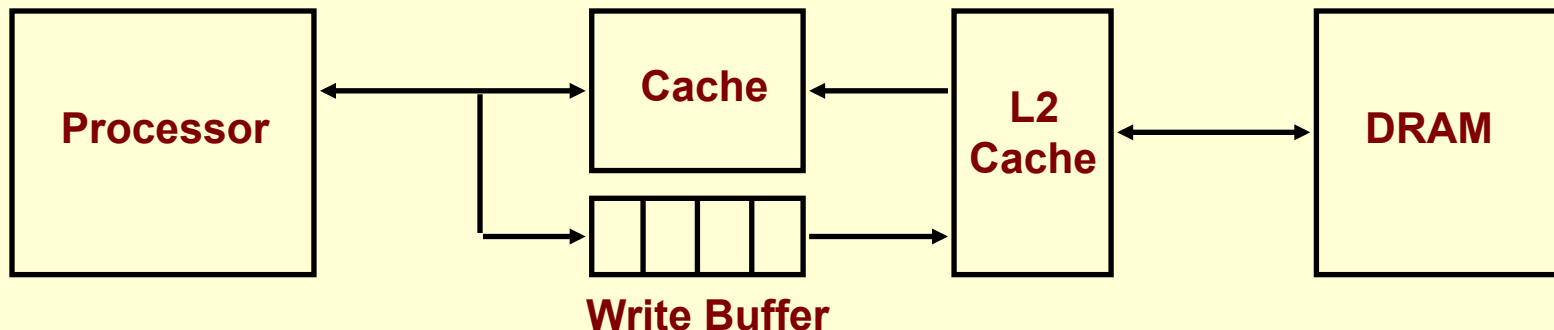 Processor
Cache
L2
Cache
DRAM
Write Buffer